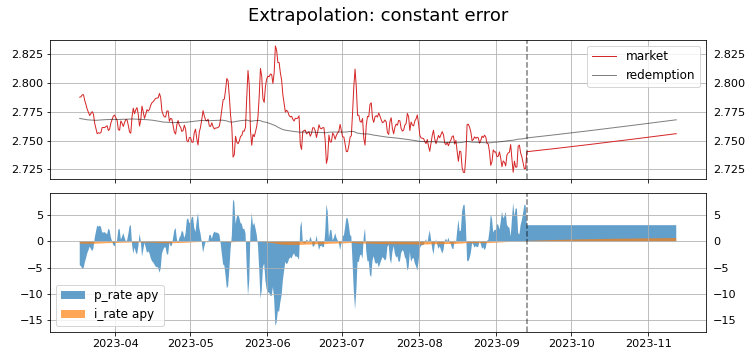 Extrapolation: constant error
2.825 2.825
2.800 2.800
2.775 2.775
2.750 2.750
2.725 2.725
market
redemption
5 5
0 0
−5 −5
−10 −10
−15 −15
p_rate apy
i_rate apy
2023-04 2023-05 2023-06 2023-07 2023-08 2023-09 2023-10 2023-11